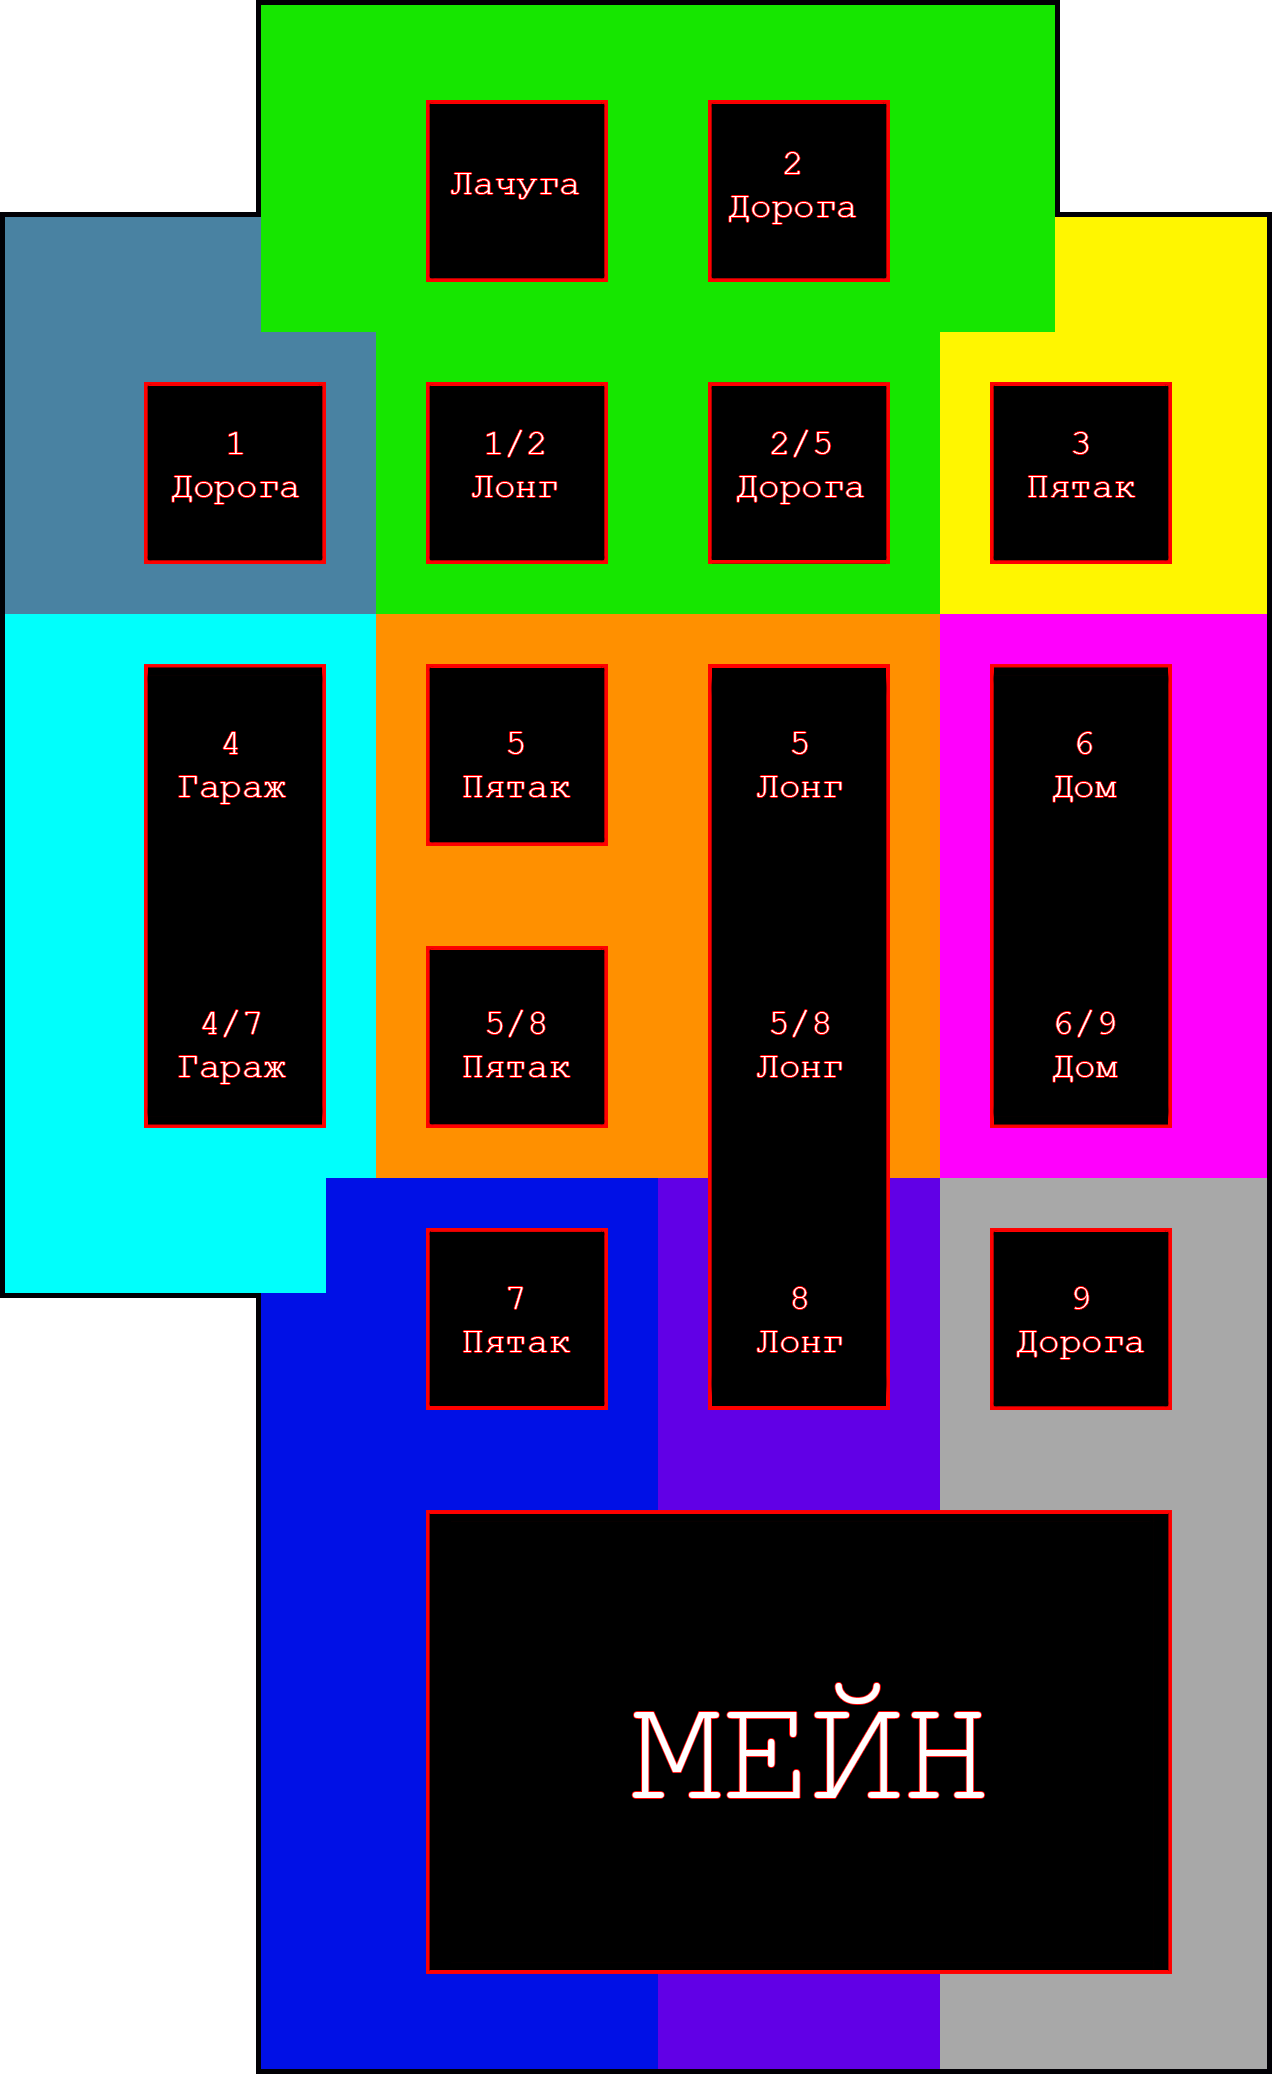 Лачуга
2
Дорога
1
Дорога
1/2
Лонг
2/5
Дорога
3
Пятак
4
Гараж
5
Пятак
5
Лонг
6
Дом
4/7
Гараж
5/8
Пятак
5/8
Лонг
6/9
Дом
7
Пятак
8
Лонг
9
Дорога
МЕЙН